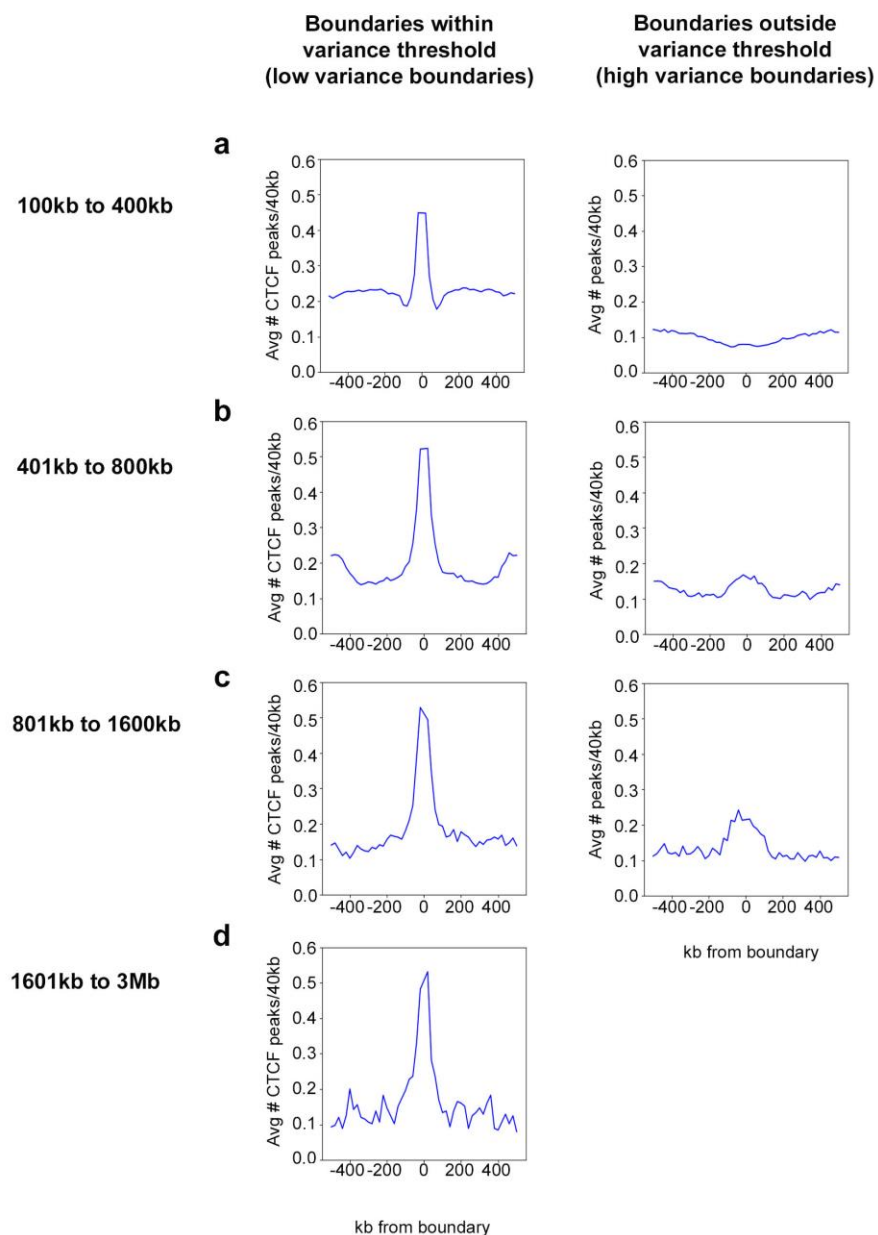 Boundaries within
variance threshold
(low variance boundaries)
Boundaries outside
variance threshold
(high variance boundaries)
a
100kb to 400kb
Avg # CTCF peaks/40kb
0.6
0.5
0.4
0.3
0.2
0.1
0.0
-400 -200 0 200 400
Avg # peaks/40kb
0.6
0.5
0.4
0.3
0.2
0.1
0.0
-400 -200 0 200 400
b
401kb to 800kb
Avg # CTCF peaks/40kb
0.6
0.5
0.4
0.3
0.2
0.1
0.0
-400 -200 0 200 400
Avg # peaks/40kb
0.6
0.5
0.4
0.3
0.2
0.1
0.0
-400 -200 0 200 400
c
801kb to 1600kb
Avg # CTCF peaks/40kb
0.6
0.5
0.4
0.3
0.2
0.1
0.0
-400 -200 0 200 400
Avg # peaks/40kb
0.6
0.5
0.4
0.3
0.2
0.1
0.0
-400 -200 0 200 400
kb from boundary
d
1601kb to 3Mb
Avg # CTCF peaks/40kb
0.6
0.5
0.4
0.3
0.2
0.1
0.0
-400 -200 0 200 400
kb from boundary